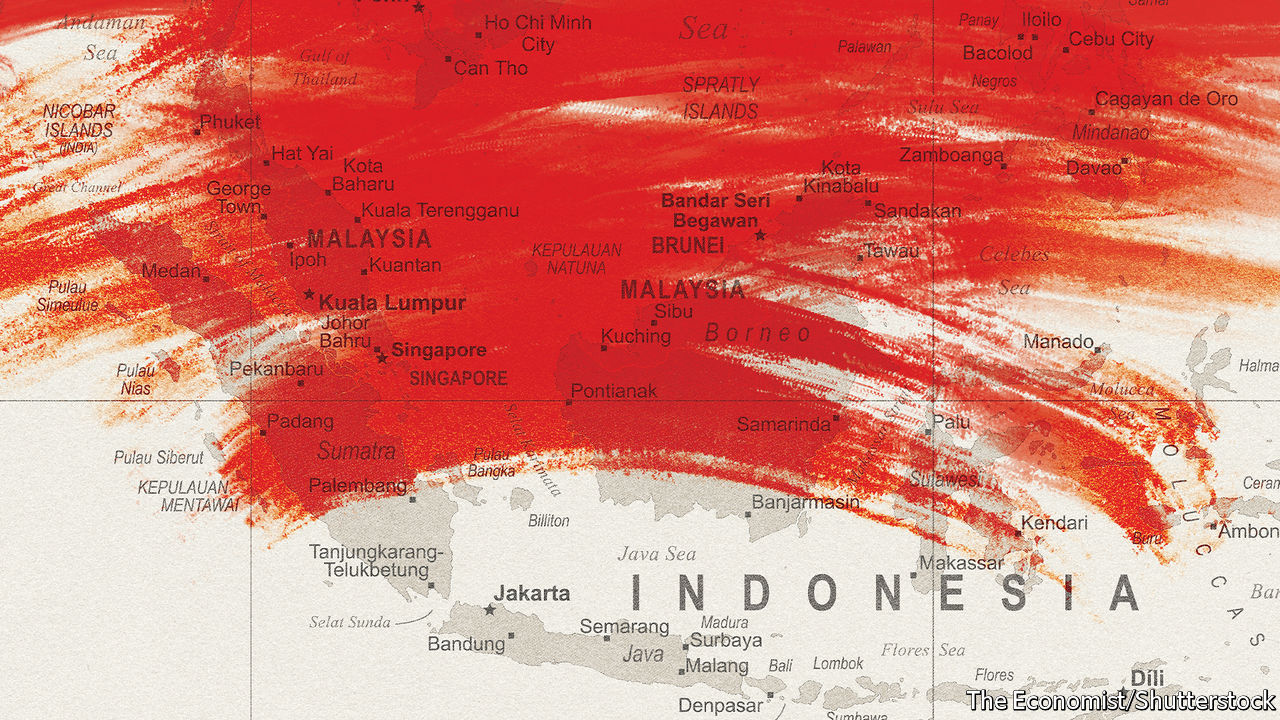 Andaman
Sea
Ho Chi Minh
City
Can Tho
Gulf of
Thailand
Sea
Palawan
Panay
Iloilo
Bacolod
Cebu City
Negros
SPRATLY
ISLANDS
Sulu Sea
Cagayan de Oro
Mindanao
NICOBAR
ISLANDS
(INDIA)
Phuket
Great Channel
Hat Yai
Kota
Baharu
George
Town
Kuala Terengganu
MALAYSIA
Ipoh
Kuantan
Medan
Pulau
Simeulue
Kuala Lumpur
Johor
Bahru
Singapore
SINGAPORE
Pekanbaru
Pulau
Nias
Zamboanga
Davao
Kota
Kinabalu
Sandakan
Bandar Seri
Begawan
BRUNEI
Tawau
KEPULAUAN
NATUNA
Celebes
Sea
MALAYSIA
Sibu
Kuching
Borneo
Pontianak
Manado
Molucca
Sea
Samarinda
Palu
Padang
Sumatra
Selat Karimata
Pulau
Bangka
Pulau Siberut
KEPULAUAN
MENTAWAI
Palembang
Billiton
Banjarmasin
Kendari
Buru
Ambon
MOLUCCAS
Tanjungkarang-
Telukbetung
Java Sea
Makassar
INDONESIA
Jakarta
Selat Sunda
Bandung
Semarang
Java
Madura
Surbaya
Malang
Bali
Lombok
Flores Sea
Flores
Dili
Denpasar
The Economist/Shutterstock